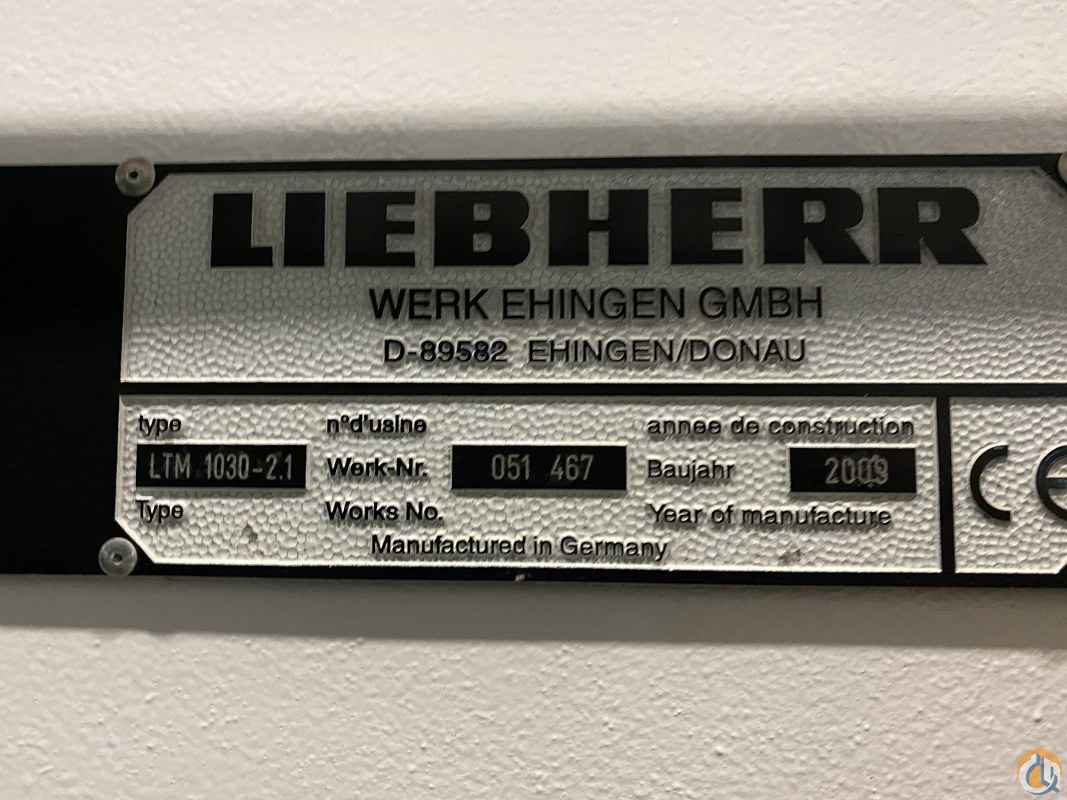 LIEBHERR
WERK EHINGEN GMBH
D-89582 EHINGEN/DONAU
type
n°d'usine
annee de construction
LTM 1030-2.1
Werk-Nr.
051 467
Baujahr
Type
Works No.
Year of manufacture
Manufactured in Germany
CE